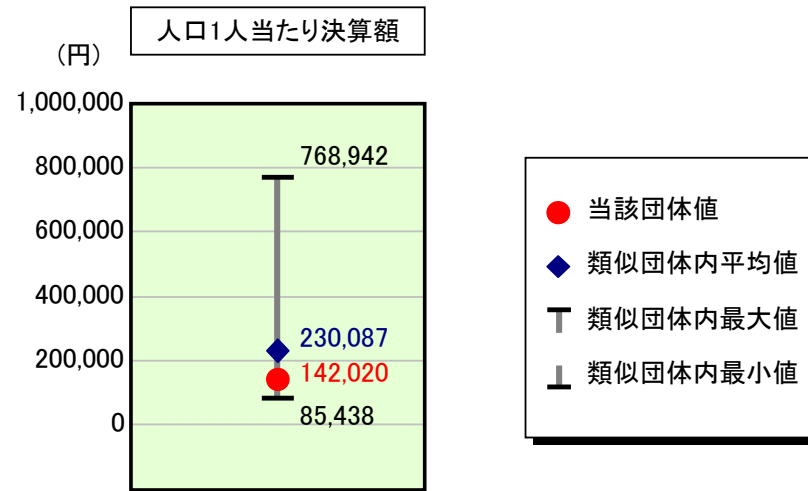 人口1人当たり決算額
(円)
1,000,000
800,000
600,000
400,000
200,000
0
768,942
230,087
142,020
85,438
当該団体値
類似団体内平均値
類似団体内最大値
類似団体内最小値